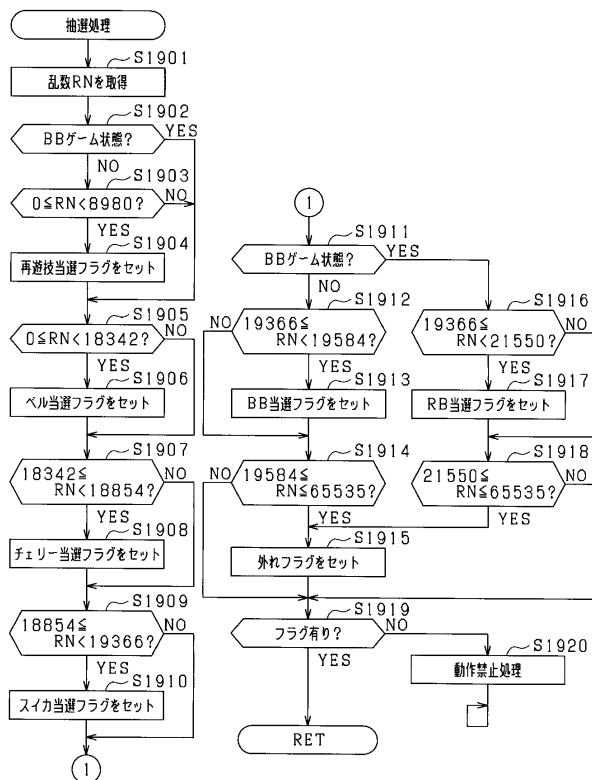 抽選処理
S1901
乱数RNを取得
S1902
BBゲーム状態?
YES
NO
S1903
0≦RN<8980?
NO
YES
S1904
再遊技当選フラグをセット
S1905
0≦RN<18342?
NO
YES
S1906
ベル当選フラグをセット
S1907
18342≦
RN<18854?
NO
YES
S1908
チェリー当選フラグをセット
S1909
18854≦
RN<19366?
NO
YES
S1910
スイカ当選フラグをセット
1
1
S1911
BBゲーム状態?
YES
NO
S1912
NO
19366≦
RN<19584?
YES
S1913
BB当選フラグをセット
S1914
NO
19584≦
RN≦65535?
YES
S1915
外れフラグをセット
S1916
19366≦
RN<21550?
NO
YES
S1917
RB当選フラグをセット
S1918
21550≦
RN≦65535?
NO
YES
S1919
フラグ有り?
NO
YES
S1920
動作禁止処理
RET